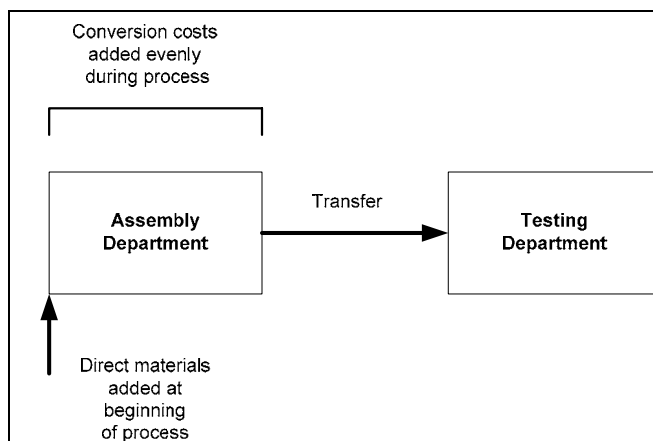 Conversion costs
added evenly
during process
Assembly
Department
Transfer
Testing
Department
Direct materials
added at
beginning
of process